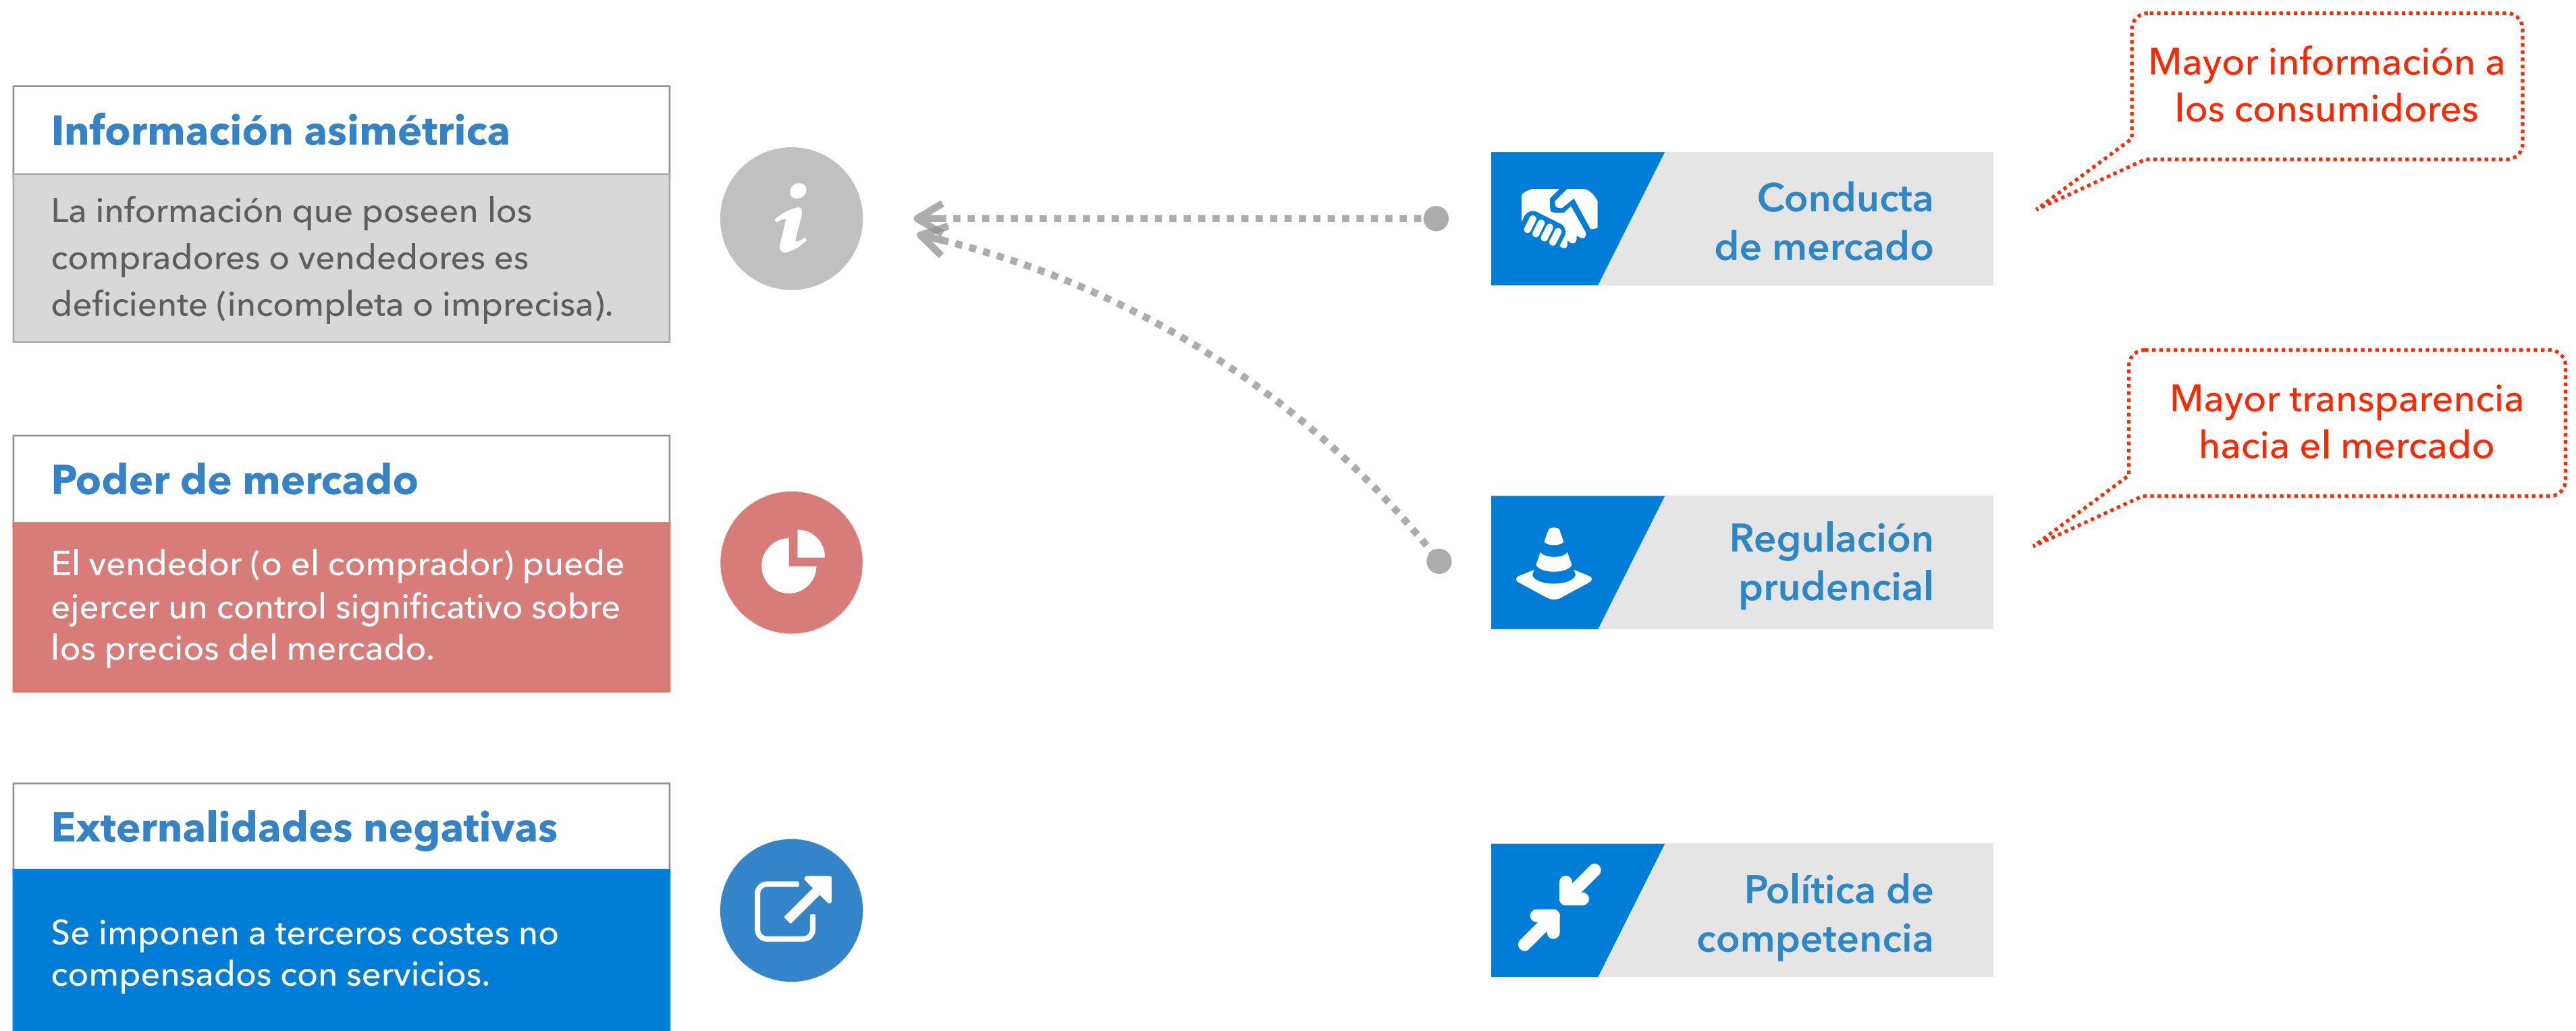 Información asimétrica
La información que poseen los
compradores o vendedores es
deficiente (incompleta o imprecisa).
Poder de mercado
El vendedor (o el comprador) puede
ejercer un control significativo sobre
los precios del mercado.
Externalidades negativas
Se imponen a terceros costes no
compensados con servicios.
i
Conducta
de mercado
Regulación
prudencial
Política de
competencia
Mayor información a
los consumidores
Mayor transparencia
hacia el mercado